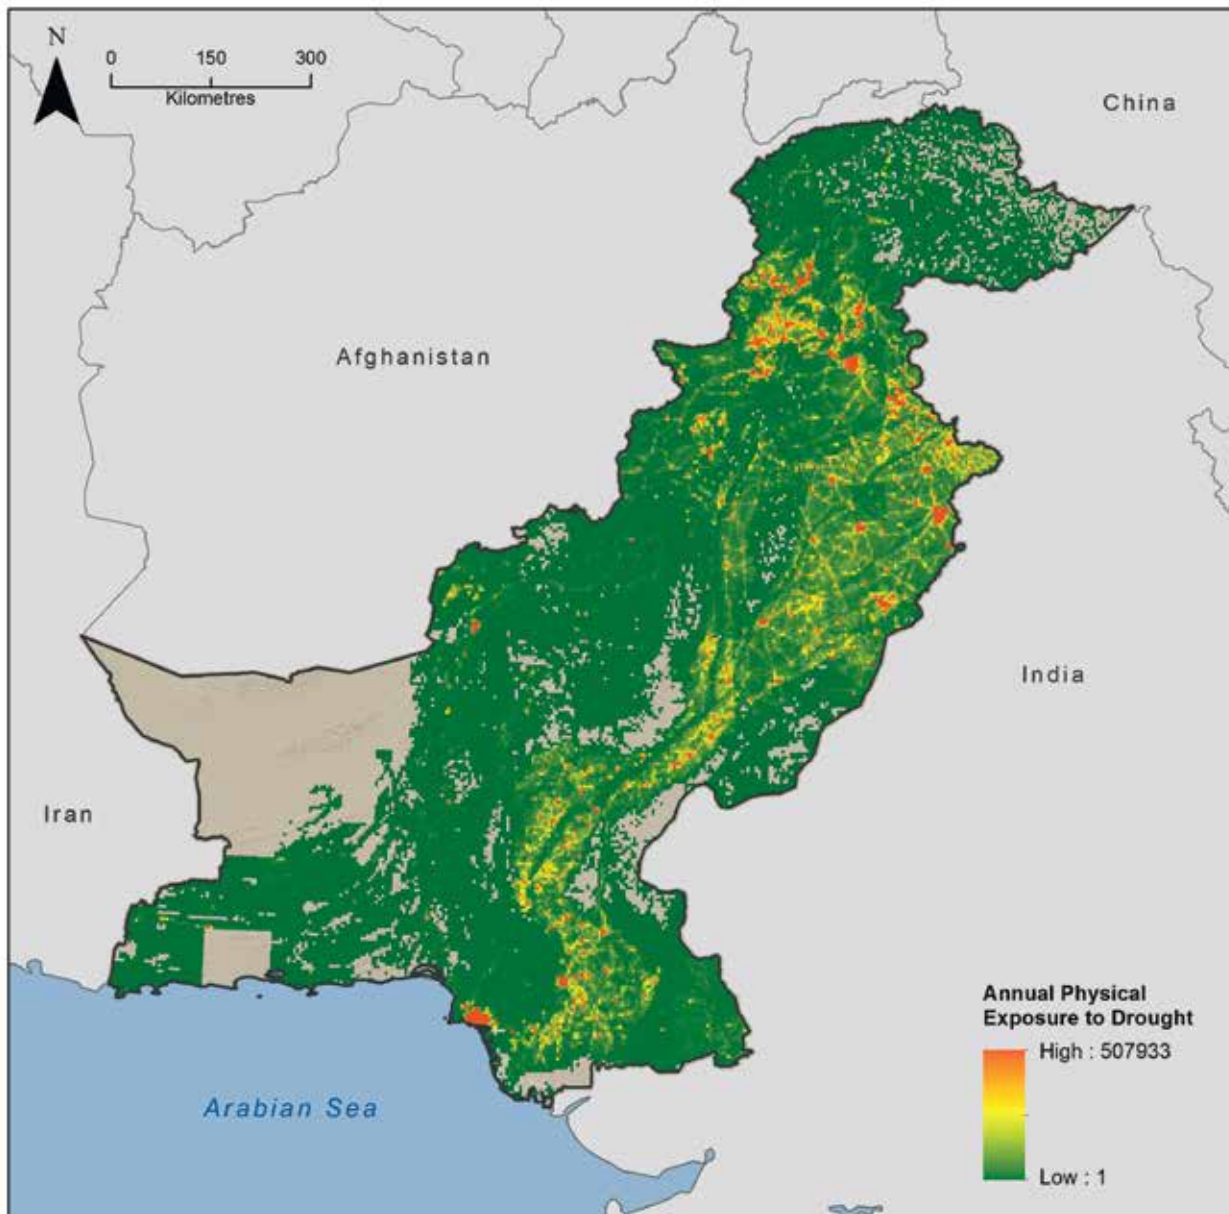 N
0 150 300
Kilometres
China
Afghanistan
India
Iran
Arabian Sea
Annual Physical
Exposure to Drought
High : 507933
Low : 1